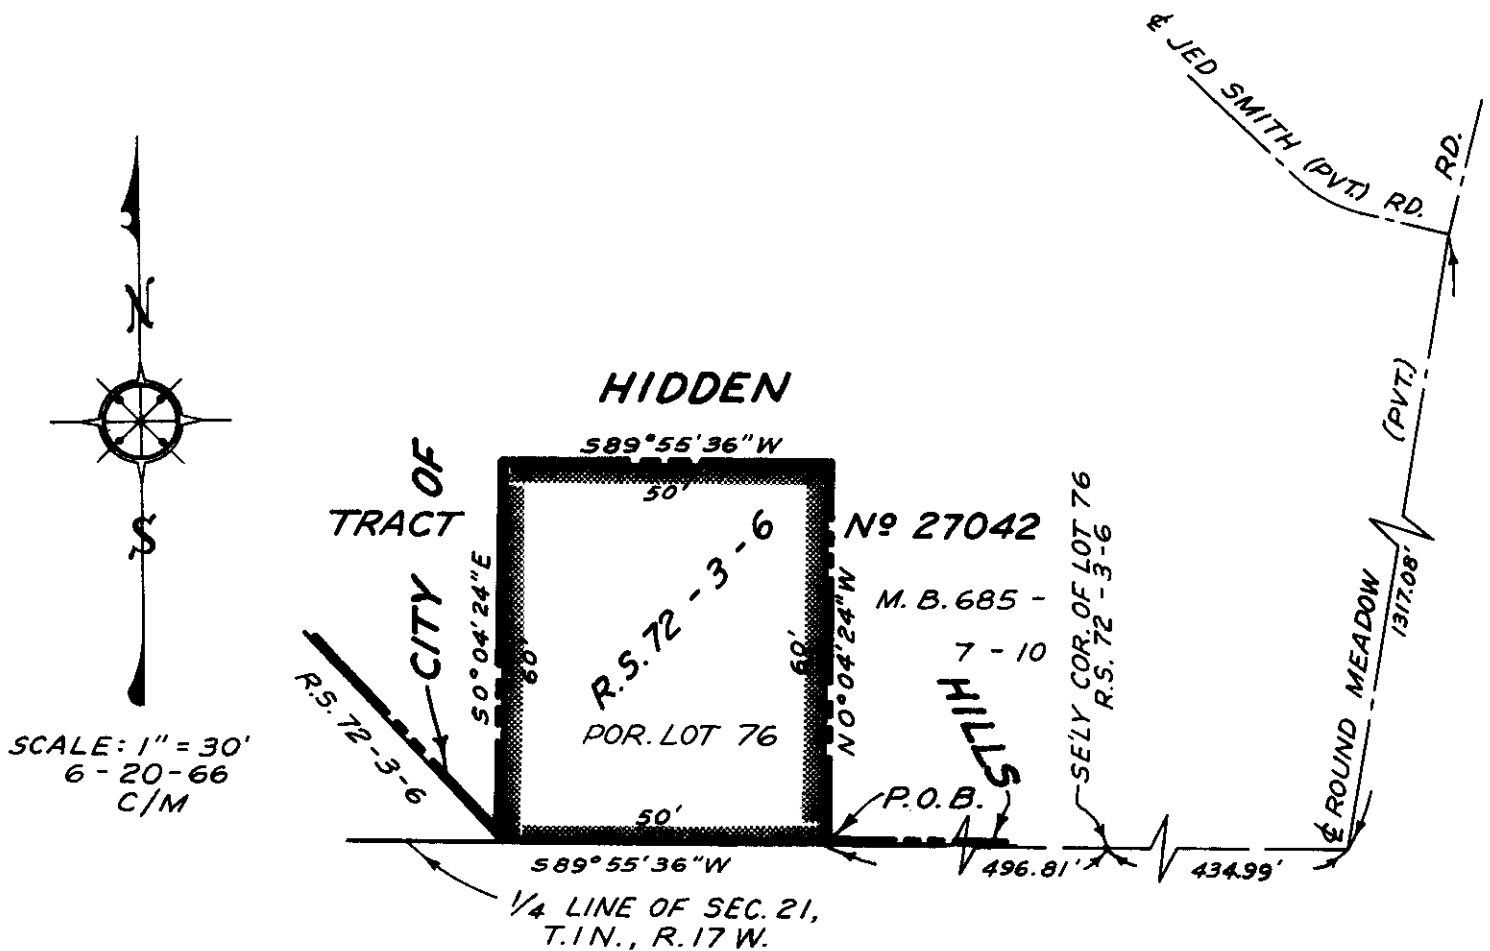 ℄ JED SMITH (PVT.) RD.
RD.
N
S
SCALE: 1" = 30'
6 - 20 - 66
C/M
HIDDEN
S89°55'36"W
50'
CITY OF
TRACT
Nº 27042
M. B. 685 -
7 - 10
HILLS
S0°04'24"E
60'
R.S. 72 - 3 - 6
60'
N0°04'24"W
POR. LOT 76
R.S. 72 - 3 - 6
50'
P.O.B.
S89°55'36"W
1/4 LINE OF SEC. 21,
T.1N., R.17 W.
SE'LY COR. OF LOT 76
R.S. 72 - 3 - 6
496.81'
434.99'
℄ ROUND MEADOW (PVT.)
1317.08'